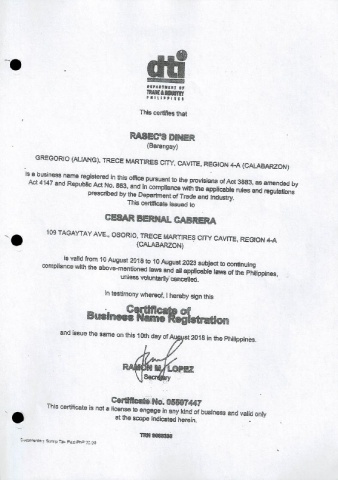 dti
DEPARTMENT OF
TRADE & INDUSTRY
PHILIPPINES
This certifies that
RASEC'S DINER
(Barangay)
GREGORIO (ALIANG), TRECE MARTIRES CITY, CAVITE, REGION 4-A (CALABARZON)
is a business name registered in this office pursuant to the provisions of Act 3883, as amended by
Act 4147 and Republic Act No. 863, and in compliance with the applicable rules and regulations
prescribed by the Department of Trade and Industry.
This certificate issued to
CESAR BERNAL CABRERA
109 TAGAYTAY AVE., OSORIO, TRECE MARTIRES CITY CAVITE, REGION 4-A
(CALABARZON)
is valid from 10 August 2018 to 10 August 2023 subject to continuing
compliance with the above-mentioned laws and all applicable laws of the Philippines,
unless voluntarily cancelled.
In testimony whereof, I hereby sign this
Certificate of
Business Name Registration
and issue the same on this 10th day of August 2018 in the Philippines.
RAMON M. LOPEZ
Secretary
Certificate No. 05597447
This certificate is not a license to engage in any kind of business and valid only
at the scope indicated herein.
TRN
Documentary Stamp Tax Paid PHP